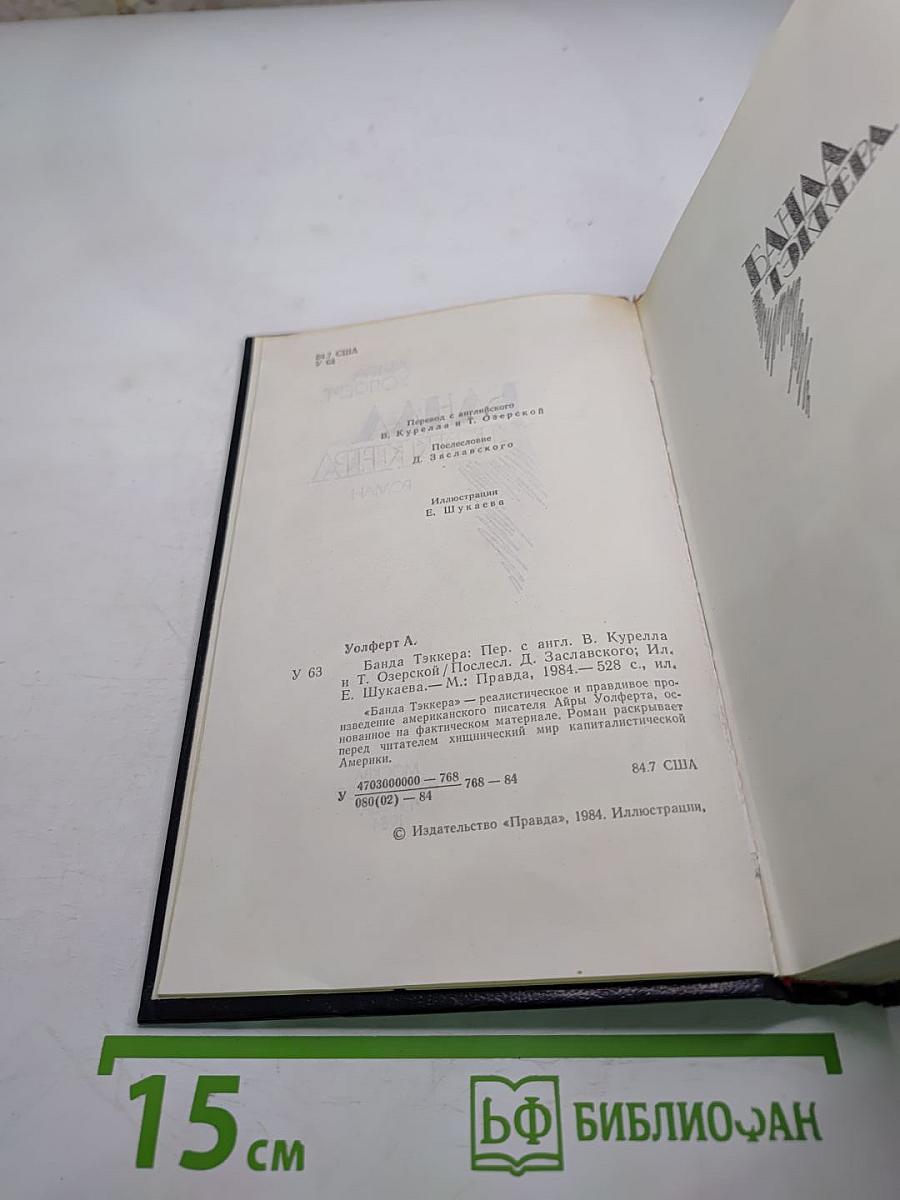 84.7 США
У 63
Перевод с английского
В. Курелла и Т. Озерской
Послесловие
Д. Заславского
Иллюстрации
Е. Шукаева
Уолферт А.
У 63
Банда Тэккера: Пер. с англ. В. Курелла
и Т. Озерской/Послесл. Д. Заславского; Ил.
Е. Шукаева.— М.: Правда, 1984.— 528 с., ил.
«Банда Тэккера» — реалистическое и правдивое про-
изведение американского писателя Айры Уолферта, ос-
нованное на фактическом материале. Роман раскрывает
перед читателем хищнический мир капиталистической
Америки.
У 4703000000 — 768
080(02) — 84
768 — 84
84.7 США
© Издательство «Правда», 1984. Иллюстрации.
БАНДА
ТЭККЕРА
15 см
БФ БИБЛИОФАН